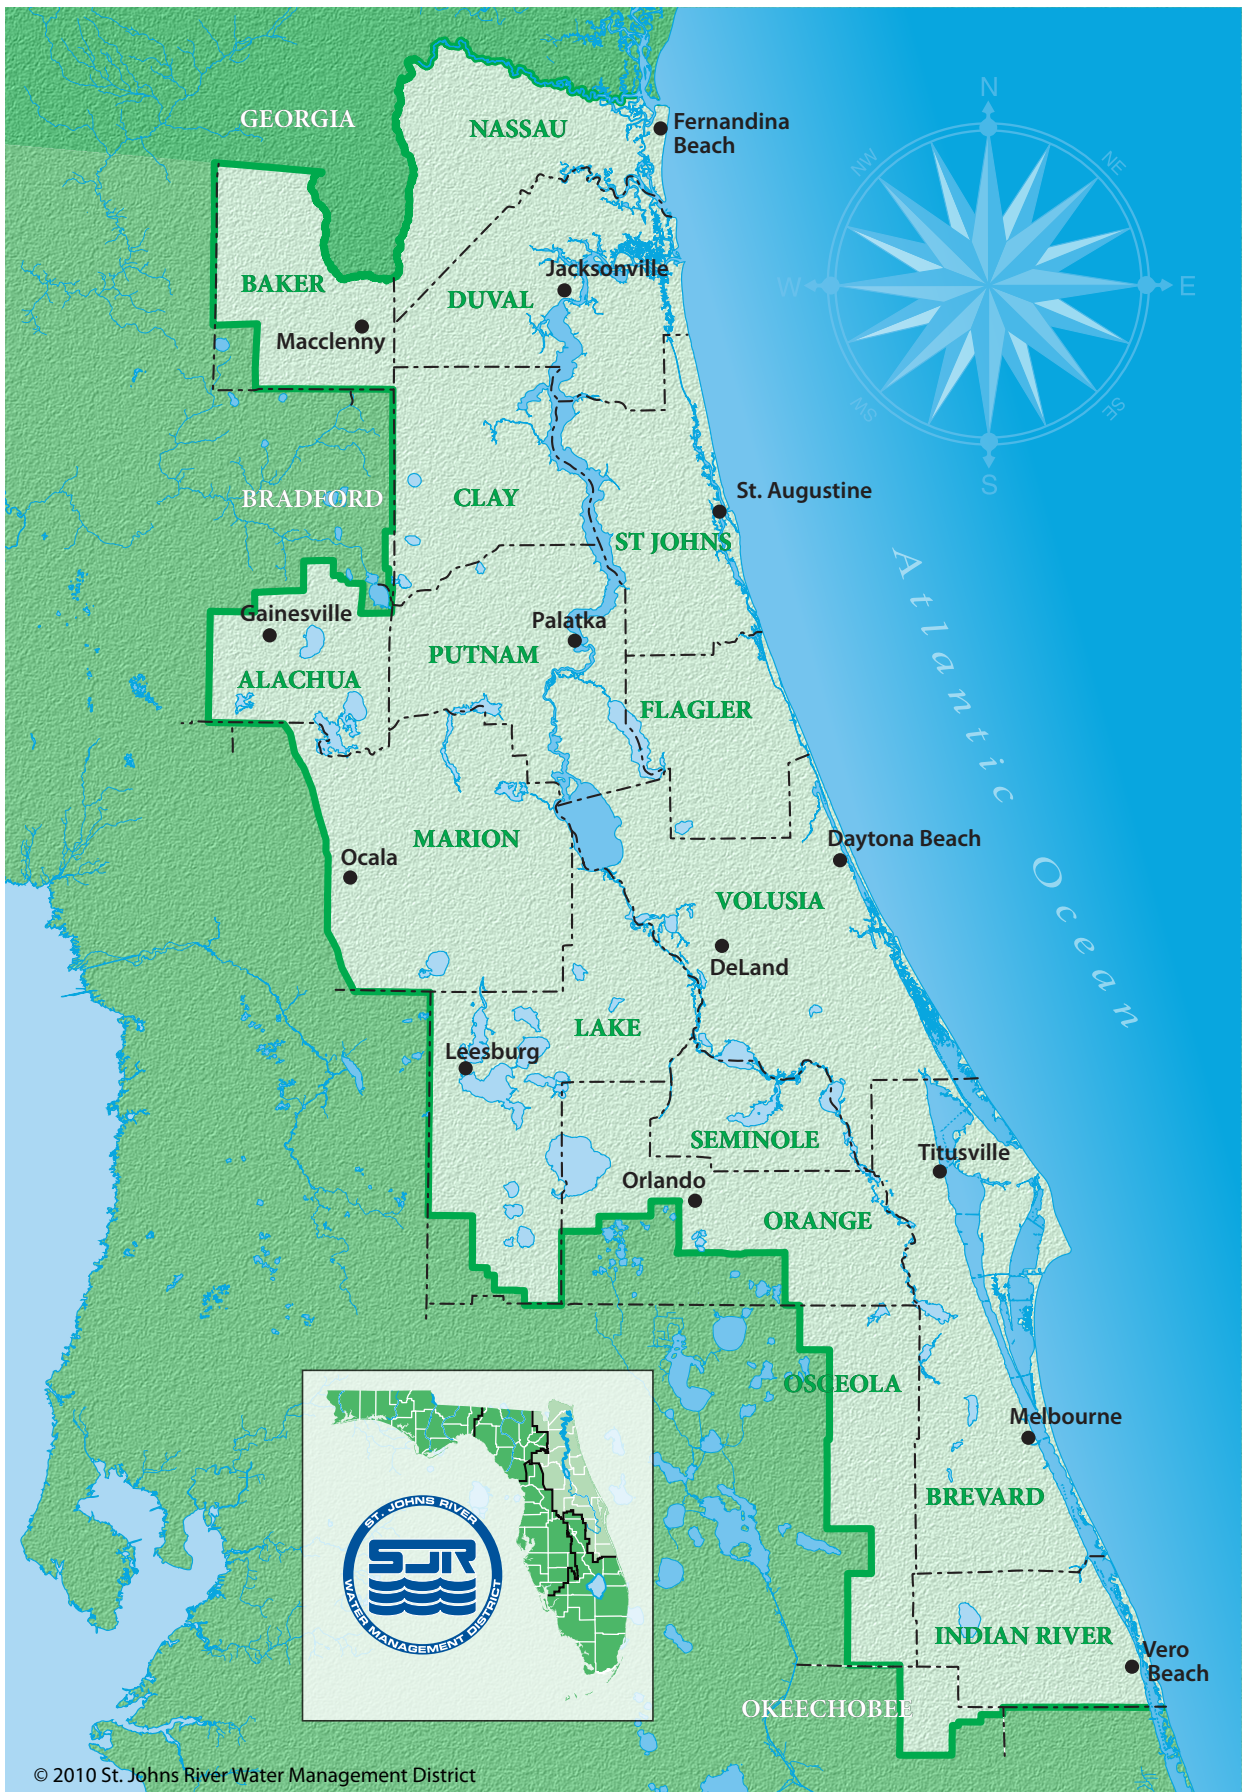 N
GEORGIA
NASSAU
Fernandina
Beach
NW
NE
BAKER
Jacksonville
DUVAL
W
E
Macclenny
SW
SE
S
BRADFORD
CLAY
St. Augustine
ST JOHNS
Atlantic Ocean
Gainesville
Palatka
PUTNAM
ALACHUA
FLAGLER
MARION
Daytona Beach
Ocala
VOLUSIA
DeLand
LAKE
Leesburg
SEMINOLE
Titusville
Orlando
ORANGE
OSCEOLA
Melbourne
BREVARD
ST. JOHNS RIVER
SJR
WATER MANAGEMENT DISTRICT
INDIAN RIVER
Vero
Beach
OKEECHOBEE
© 2010 St. Johns River Water Management District